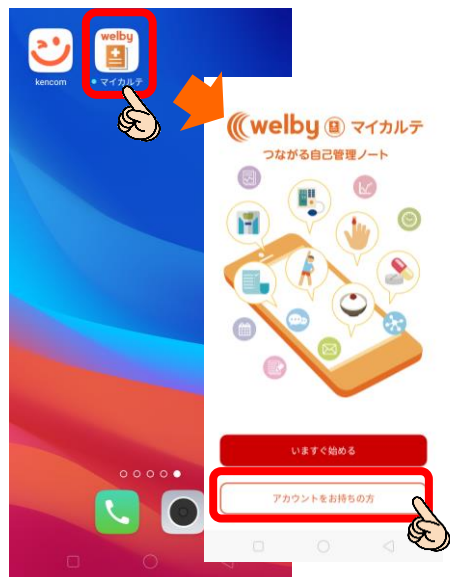 welby
kencom
マイカルテ
welby マイカルテ
つながる自己管理ノート
いますぐ始める
アカウントをお持ちの方